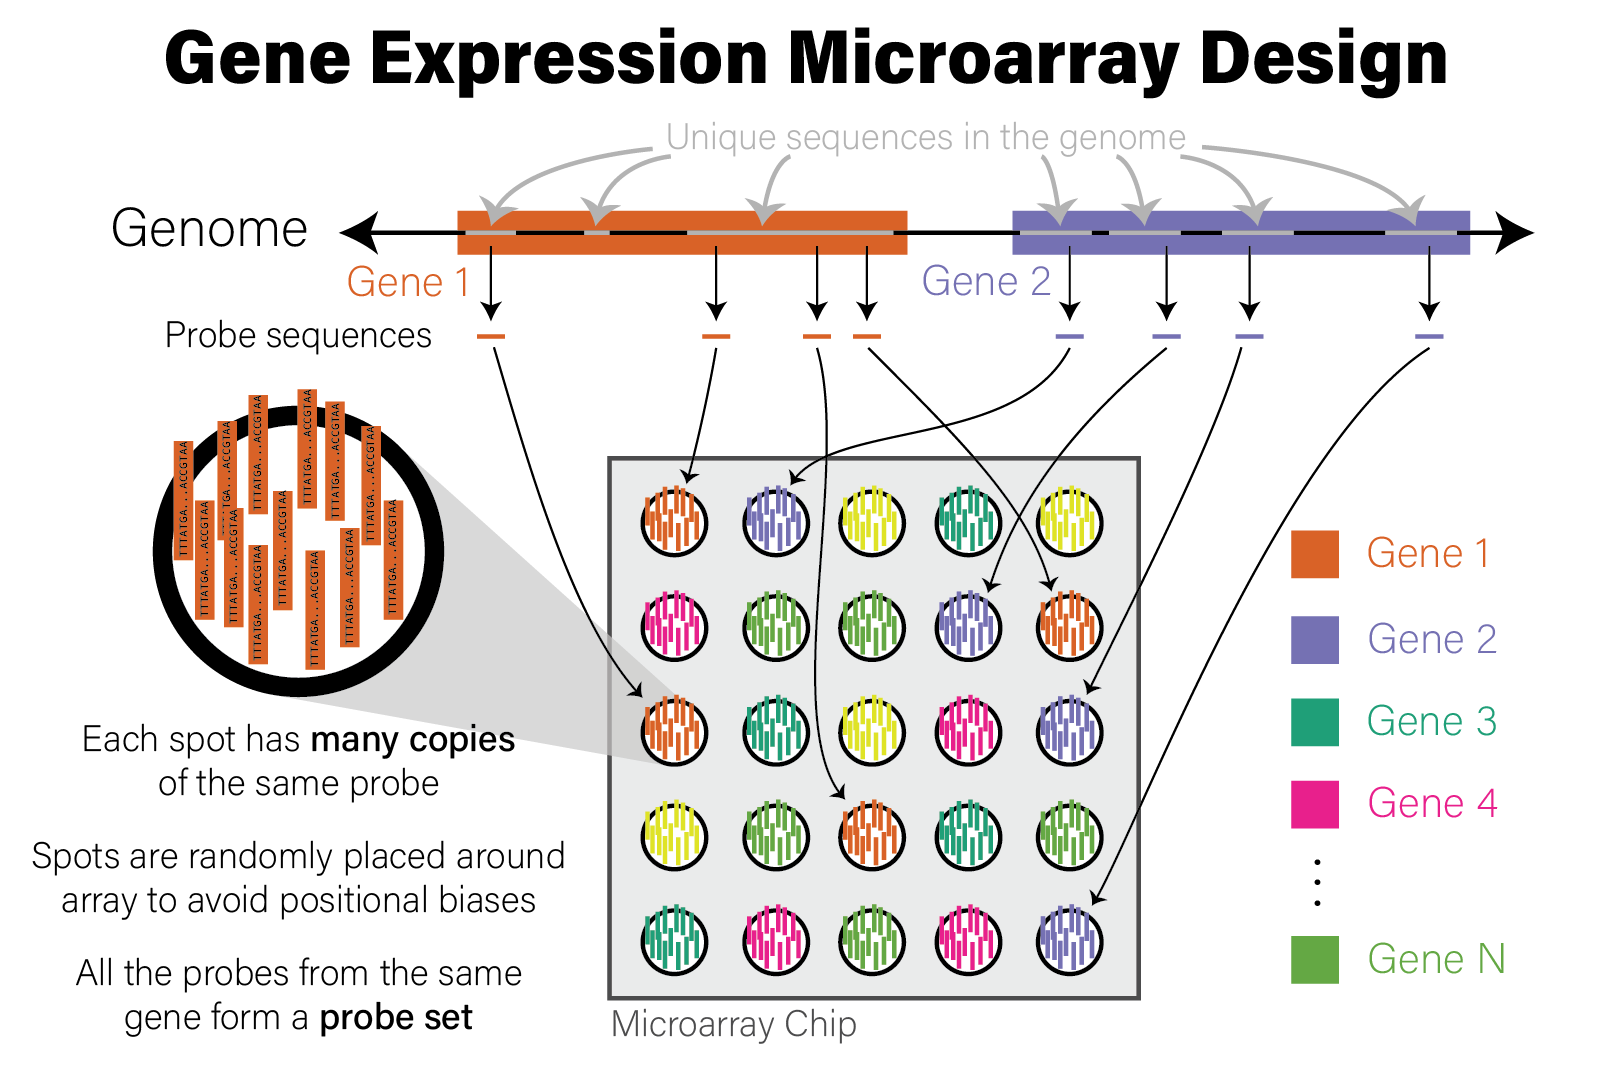 Gene Expression Microarray Design
Unique sequences in the genome
Genome
Gene 1
Gene 2
Probe sequences
TTTATGA...ACCGTAA
TTTATGA...ACCGTAA
TTTATGA...ACCGTAA
TTTATGA...ACCGTAA
TTTATGA...ACCGTAA
TTTATGA...ACCGTAA
TTTATGA...ACCGTAA
TGA...ACCGTAA
TTTATGA...ACCGTAA
TTTATGA...ACCGTAA
TTTATGA...ACCGTAA
TTTATGA...ACCGTAA
TTTATGA...ACCGTAA
TTTATGA...ACCGTAA
Each spot has many copies
of the same probe
Spots are randomly placed around
array to avoid positional biases
All the probes from the same
gene form a probe set
Microarray Chip
Gene 1
Gene 2
Gene 3
Gene 4
Gene N